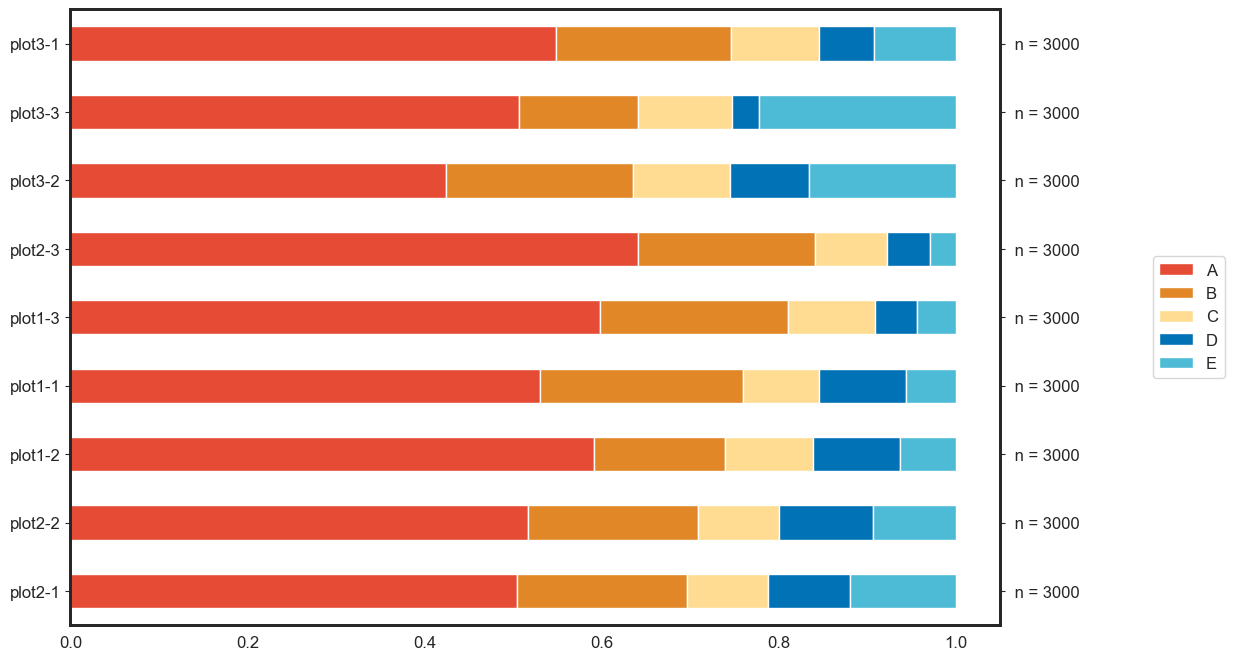 plot3-1 n = 3000
plot3-3 n = 3000
plot3-2 n = 3000
plot2-3 n = 3000
plot1-3 n = 3000
plot1-1 n = 3000
plot1-2 n = 3000
plot2-2 n = 3000
plot2-1 n = 3000
0.0 0.2 0.4 0.6 0.8 1.0
A
B
C
D
E